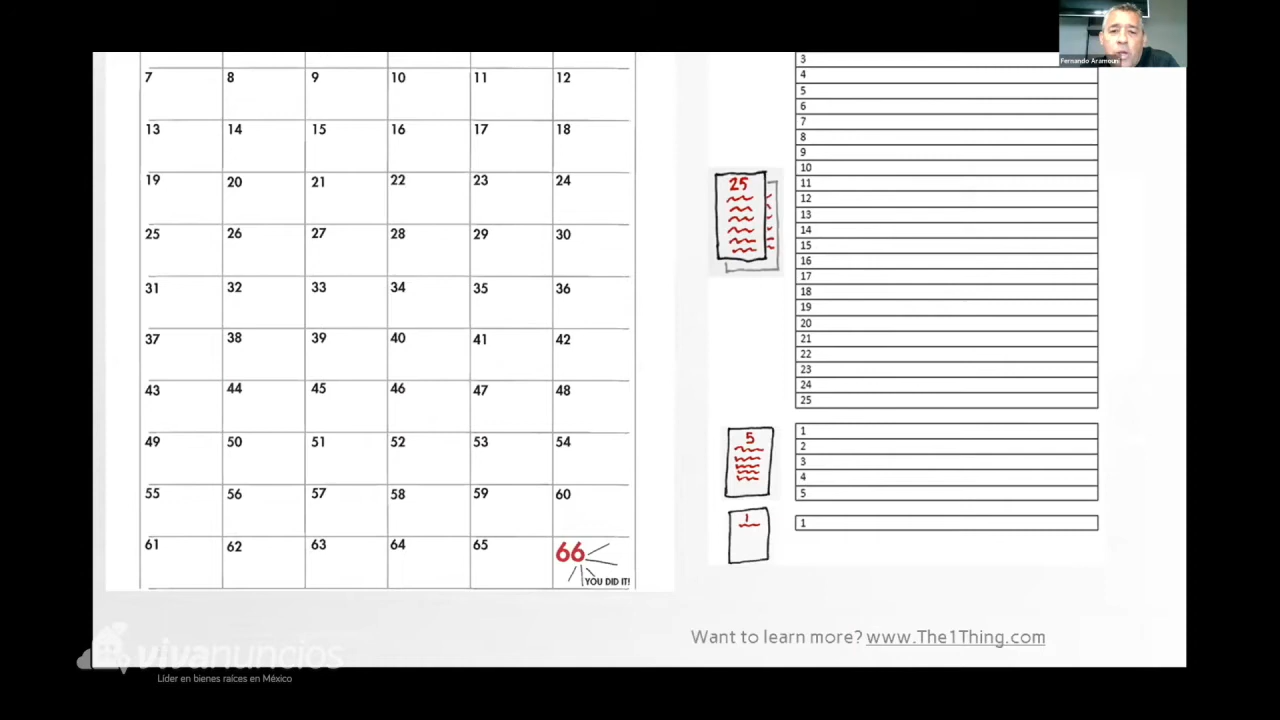 Fernando Aramoun
7 8 9 10 11 12
13 14 15 16 17 18
19 20 21 22 23 24
25 26 27 28 29 30
31 32 33 34 35 36
37 38 39 40 41 42
43 44 45 46 47 48
49 50 51 52 53 54
55 56 57 58 59 60
61 62 63 64 65 66
YOU DID IT!
25
3
4
5
6
7
8
9
10
11
12
13
14
15
16
17
18
19
20
21
22
23
24
25
5
1
2
3
4
5
1
1
Want to learn more? www.The1Thing.com
vivanuncios
Líder en bienes raíces en México